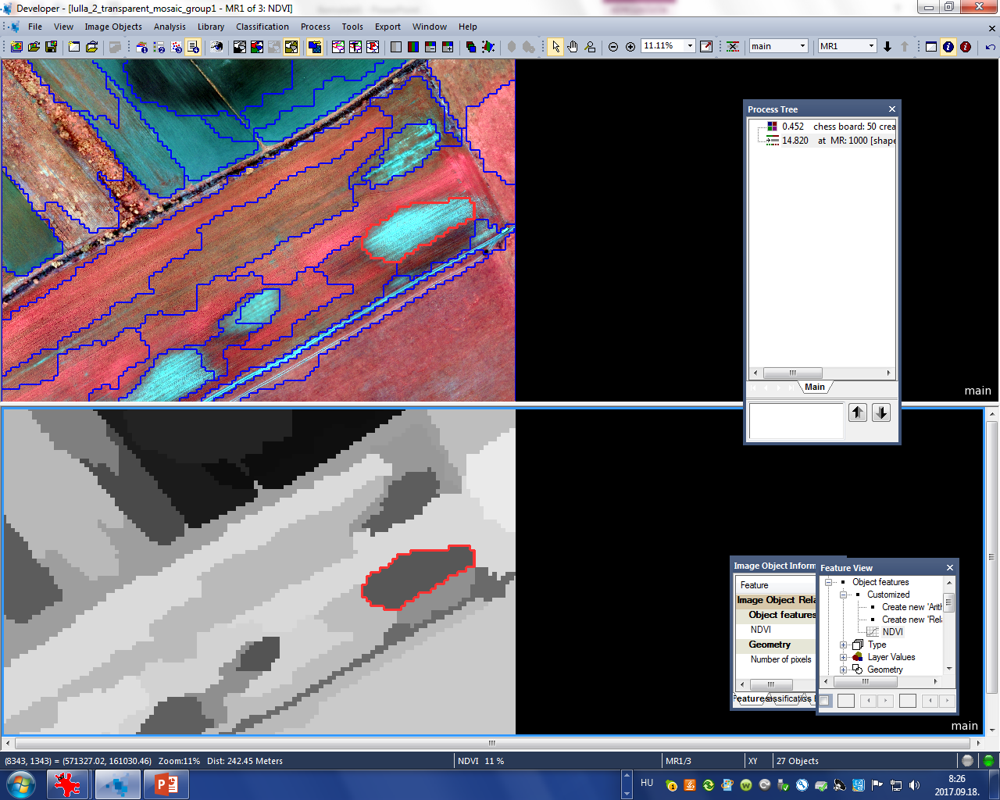 Developer - [lulla_2_transparent_mosaic_group1 - MR1 of 3: NDVI]
File View Image Objects Analysis Library Classification Process Tools Export Window Help
11.11% main MR1
Process Tree
0.452 chess board: 50 crea
14.820 at MR: 1000 [shape
Main
main
Image Object Inform
Feature
Image Object Rela
Object features
NDVI
Geometry
Number of pixels
Features
Feature View
Object features
Customized
Create new 'Arith
Create new 'Rela
NDVI
Type
Layer Values
Geometry
main
(8343, 1343) = (571327.02, 161030.46) Zoom:11% Dist: 242.45 Meters NDVI 11 % MR1/3 XY 27 Objects
HU
8:26
2017.09.18.